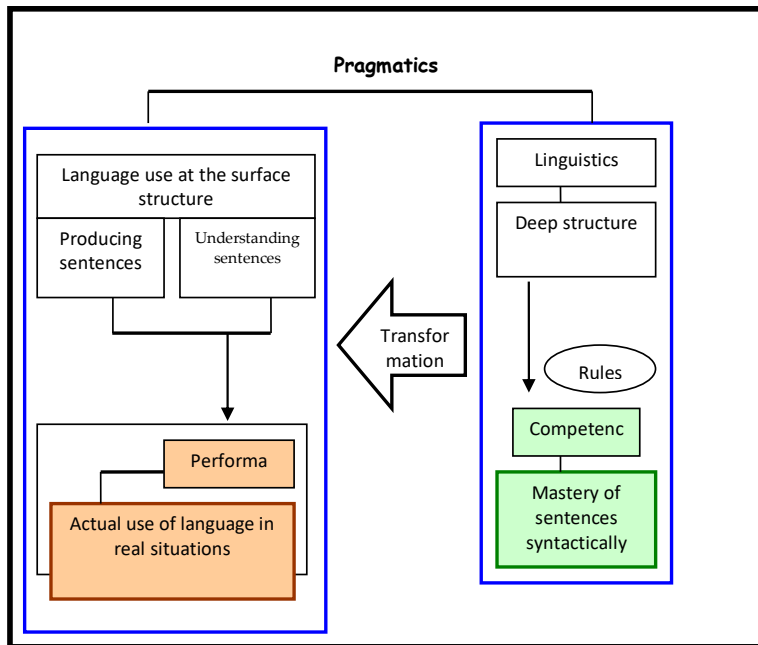 Pragmatics
Language use at the surface
structure
Producing
sentences
Understanding
sentences
Performa
Actual use of language in
real situations
Transfor
mation
Linguistics
Deep structure
Rules
Competenc
Mastery of
sentences
syntactically